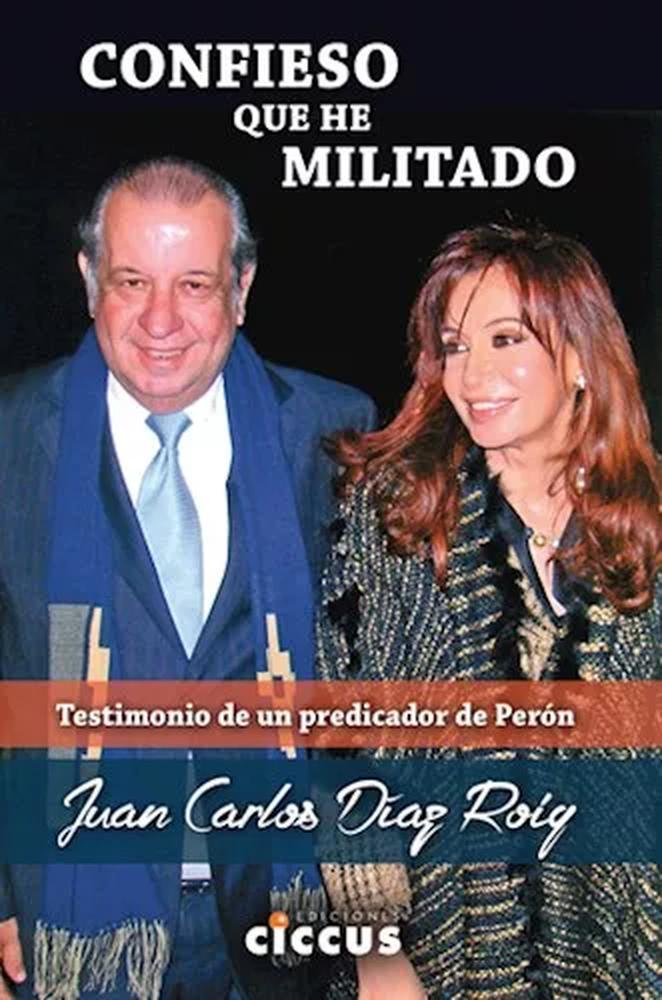 CONFIESO
QUE HE
MILITADO
Testimonio de un predicador de Perón
Juan Carlos Díaz Roig
EDICIONES
ciccus